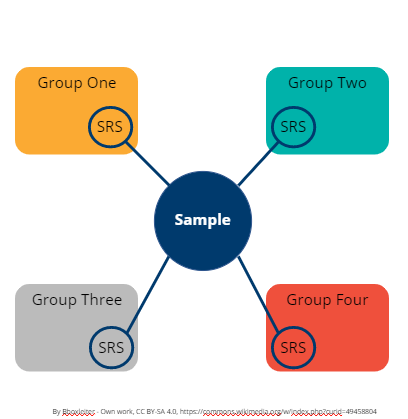 Group One
SRS
Group Two
SRS
Sample
Group Three
SRS
Group Four
SRS
By - Own work, CC BY-SA 4.0, https://commons.wikimedia.org/w/index.php?curid=49458804